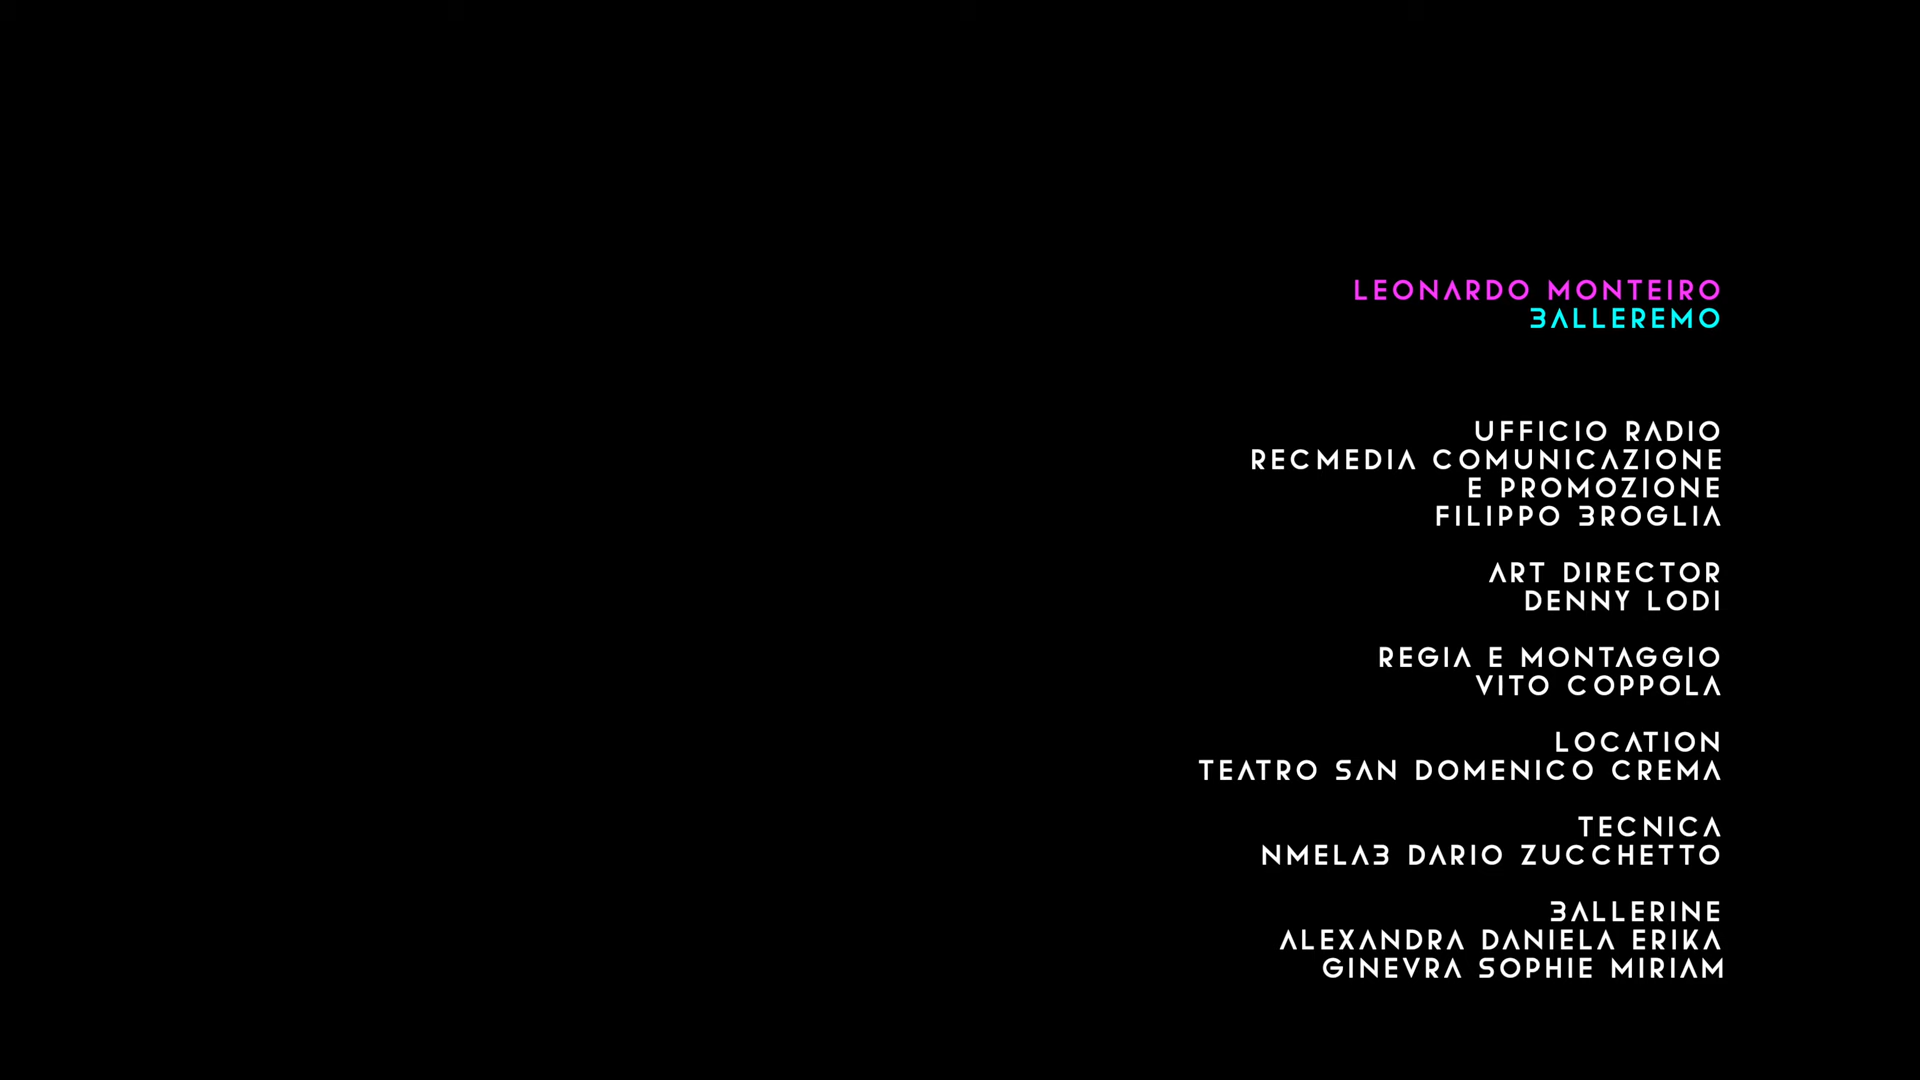 LEONARDO MONTEIRO
BALLEREMO
UFFICIO RADIO
RECMEDIA COMUNICAZIONE
E PROMOZIONE
FILIPPO BROGLIA
ART DIRECTOR
DENNY LODI
REGIA E MONTAGGIO
VITO COPPOLA
LOCATION
TEATRO SAN DOMENICO CREMA
TECNICA
NMELAB DARIO ZUCCHETTO
BALLERINE
ALEXANDRA DANIELA ERIKA
GINEVRA SOPHIE MIRIAM